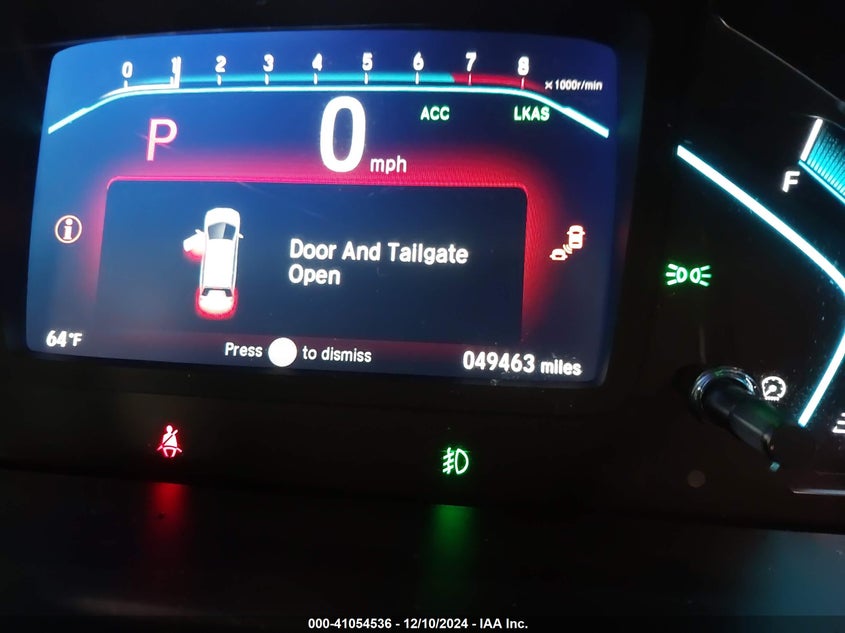 0 1 2 3 4 5 6 7 8
x1000r/min
ACC LKAS
P 0 mph
F
Door And Tailgate
Open
64°F
Press to dismiss
049463 miles
000-41054536 - 12/10/2024 - IAA Inc.